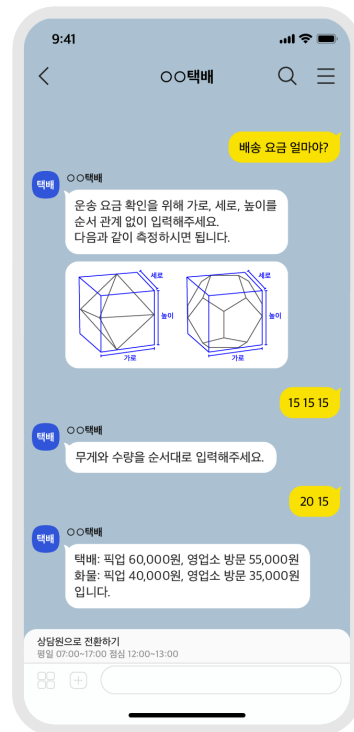 9:41
○○택배
배송 요금 얼마야?
택배
○○택배
운송 요금 확인을 위해 가로, 세로, 높이를
순서 관계 없이 입력해주세요.
다음과 같이 측정하시면 됩니다.
세로
높이
가로
세로
높이
가로
15 15 15
택배
○○택배
무게와 수량을 순서대로 입력해주세요.
20 15
택배
○○택배
택배: 픽업 60,000원, 영업소 방문 55,000원
화물: 픽업 40,000원, 영업소 방문 35,000원
입니다.
상담원으로 전환하기
평일 07:00~17:00 점심 12:00~13:00